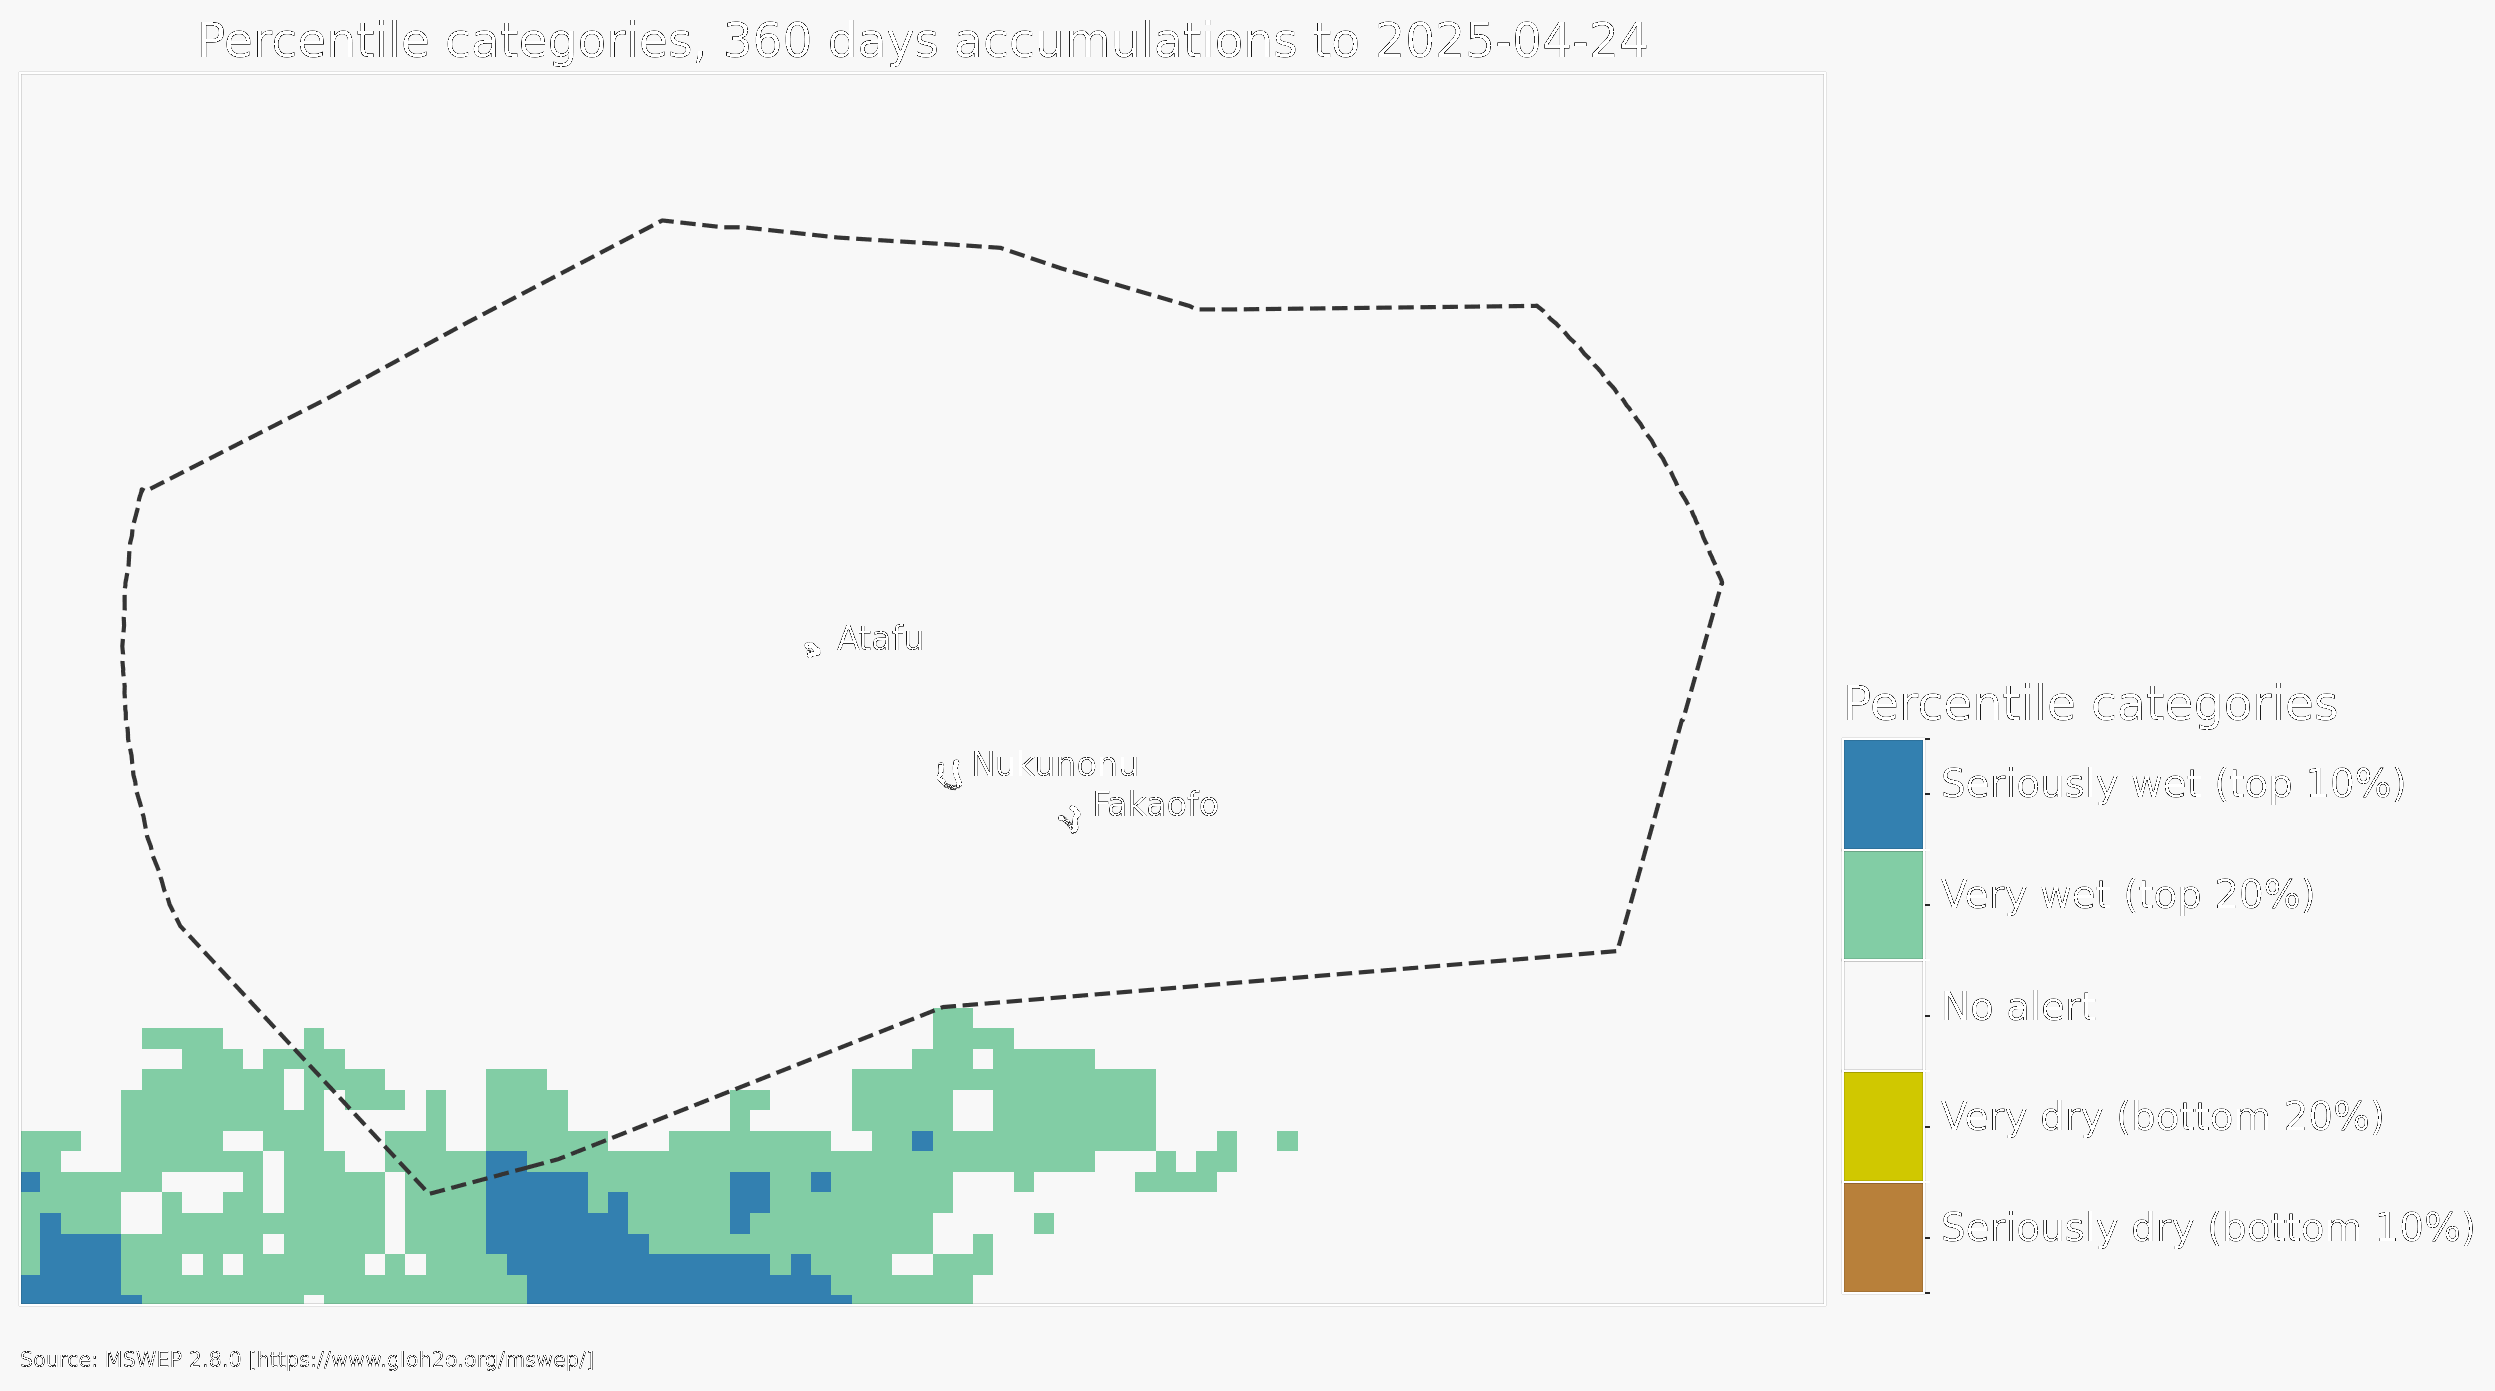 Percentile categories, 360 days accumulations to 2025-04-24
Atafu
Nukunonu
Fakaofo
Percentile categories
Seriously wet (top 10%)
Very wet (top 20%)
No alert
Very dry (bottom 20%)
Seriously dry (bottom 10%)
Source: MSWEP 2.8.0 [https://www.gloh2o.org/mswep/]